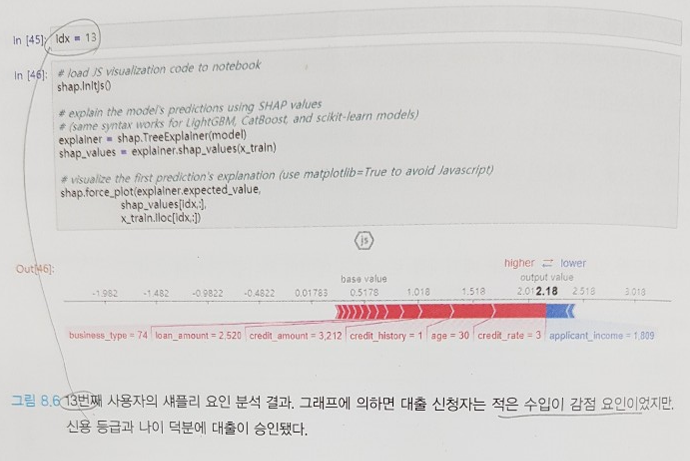 In [45]: idx = 13
In [46]: # load JS visualization code to notebook
shap.initjs()
# explain the model's predictions using SHAP values
# (same syntax works for LightGBM, CatBoost, and scikit-learn models)
explainer = shap.TreeExplainer(model)
shap_values = explainer.shap_values(x_train)
# visualize the first prediction's explanation (use matplotlib=True to avoid Javascript)
shap.force_plot(explainer.expected_value,
shap_values[idx,:],
x_train.iloc[idx,:])
js
Out[46]:
higher ⇄ lower
base value output value
-1.982 -1.482 -0.9822 -0.4822 0.01783 0.5178 1.018 1.518 2.01 2.18 2.518 3.018
business_type = 74 loan_amount = 2,520 credit_amount = 3,212 credit_history = 1 age = 30 credit_rate = 3 applicant_income = 1,809
그림 8.6 13번째 사용자의 섀플리 요인 분석 결과. 그래프에 의하면 대출 신청자는 적은 수입이 감점 요인이었지만,
신용 등급과 나이 덕분에 대출이 승인됐다.